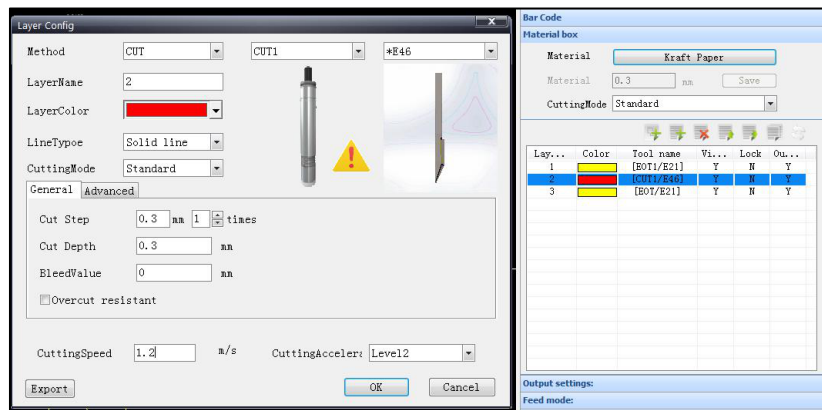 Layer Config
Method CUT CUT1 *E46
LayerName 2
LayerColor
LineTypoe Solid line
CuttingMode Standard
General Advanced
Cut Step 0.3 mm 1 times
Cut Depth 0.3 mm
BleedValue 0 mm
Overcut resistant
CuttingSpeed 1.2 m/s CuttingAcceler: Level2
Export OK Cancel
Bar Code
Material box
Material Kraft Paper
Material 0.3 mm Save
CuttingMode Standard
Lay... Color Tool name Vi... Lock Ou...
1 [EOT1/E21] Y N Y
2 [CUT1/E46] Y N Y
3 [EOT/E21] Y N Y
Output settings:
Feed mode: